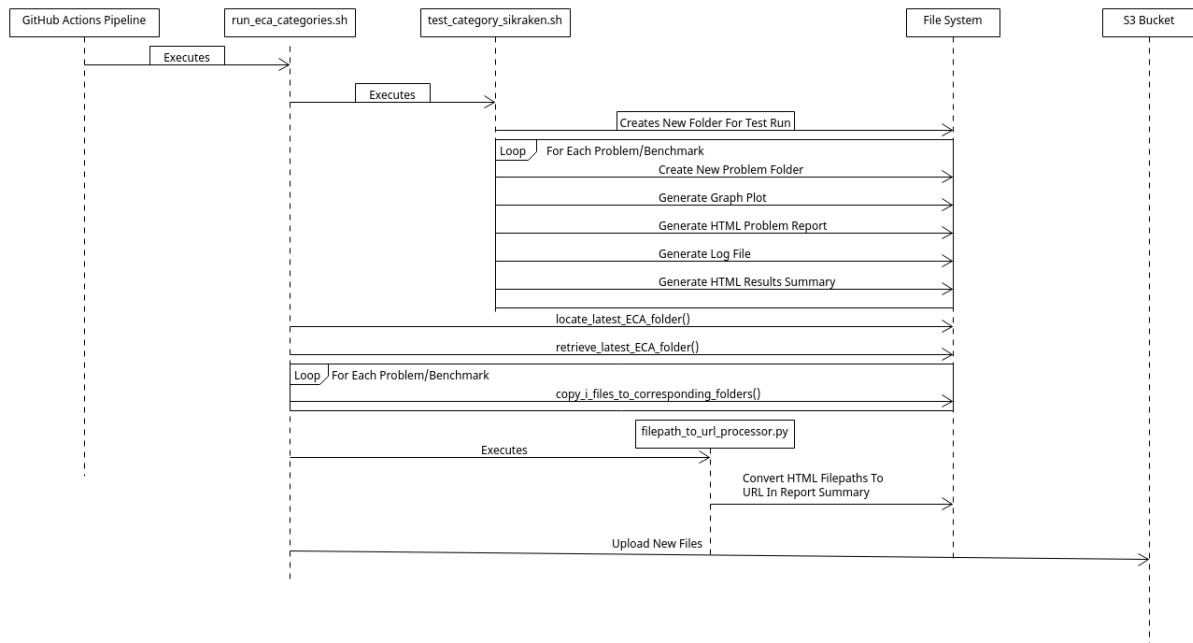 GitHub Actions Pipeline
run_eca_categories.sh
test_category_sikraken.sh
File System
S3 Bucket
Executes
Executes
Creates New Folder For Test Run
Loop
For Each Problem/Benchmark
Create New Problem Folder
Generate Graph Plot
Generate HTML Problem Report
Generate Log File
Generate HTML Results Summary
locate_latest_ECA_folder()
retrieve_latest_ECA_folder()
Loop
For Each Problem/Benchmark
copy_i_files_to_corresponding_folders()
filepath_to_url_processor.py
Executes
Convert HTML Filepaths To
URL In Report Summary
Upload New Files